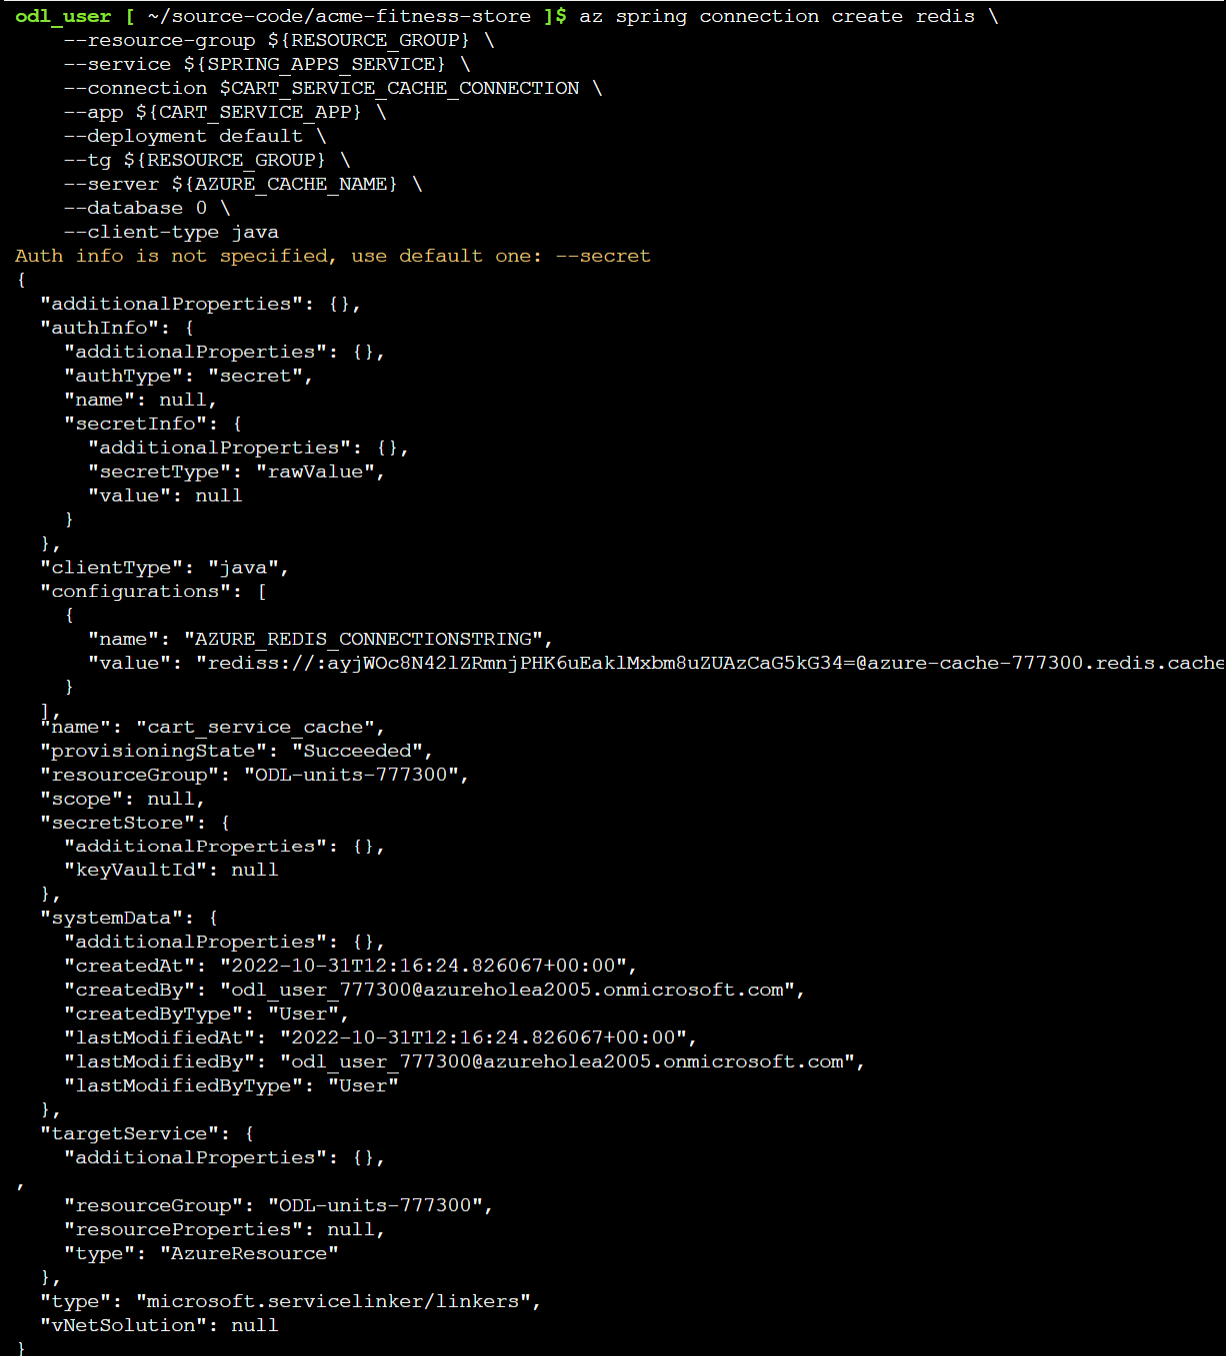 odl_user [ ~/source-code/acme-fitness-store ]$ az spring connection create redis \
    --resource-group ${RESOURCE_GROUP} \
    --service ${SPRING_APPS_SERVICE} \
    --connection $CART_SERVICE_CACHE_CONNECTION \
    --app ${CART_SERVICE_APP} \
    --deployment default \
    --tg ${RESOURCE_GROUP} \
    --server ${AZURE_CACHE_NAME} \
    --database 0 \
    --client-type java
Auth info is not specified, use default one: --secret
{
  "additionalProperties": {},
  "authInfo": {
    "additionalProperties": {},
    "authType": "secret",
    "name": null,
    "secretInfo": {
      "additionalProperties": {},
      "secretType": "rawValue",
      "value": null
    }
  },
  "clientType": "java",
  "configurations": [
    {
      "name": "AZURE_REDIS_CONNECTIONSTRING",
      "value": "rediss://:ayjWOc8N42lZRmnjPHK6uEaklMxbm8uZUAzCaG5kG34=@azure-cache-777300.redis.cache
    }
  ],
  "name": "cart_service_cache",
  "provisioningState": "Succeeded",
  "resourceGroup": "ODL-units-777300",
  "scope": null,
  "secretStore": {
    "additionalProperties": {},
    "keyVaultId": null
  },
  "systemData": {
    "additionalProperties": {},
    "createdAt": "2022-10-31T12:16:24.826067+00:00",
    "createdBy": "odl_user_777300@azureholea2005.onmicrosoft.com",
    "createdByType": "User",
    "lastModifiedAt": "2022-10-31T12:16:24.826067+00:00",
    "lastModifiedBy": "odl_user_777300@azureholea2005.onmicrosoft.com",
    "lastModifiedByType": "User"
  },
  "targetService": {
    "additionalProperties": {},
,
    "resourceGroup": "ODL-units-777300",
    "resourceProperties": null,
    "type": "AzureResource"
  },
  "type": "microsoft.servicelinker/linkers",
  "vNetSolution": null
}